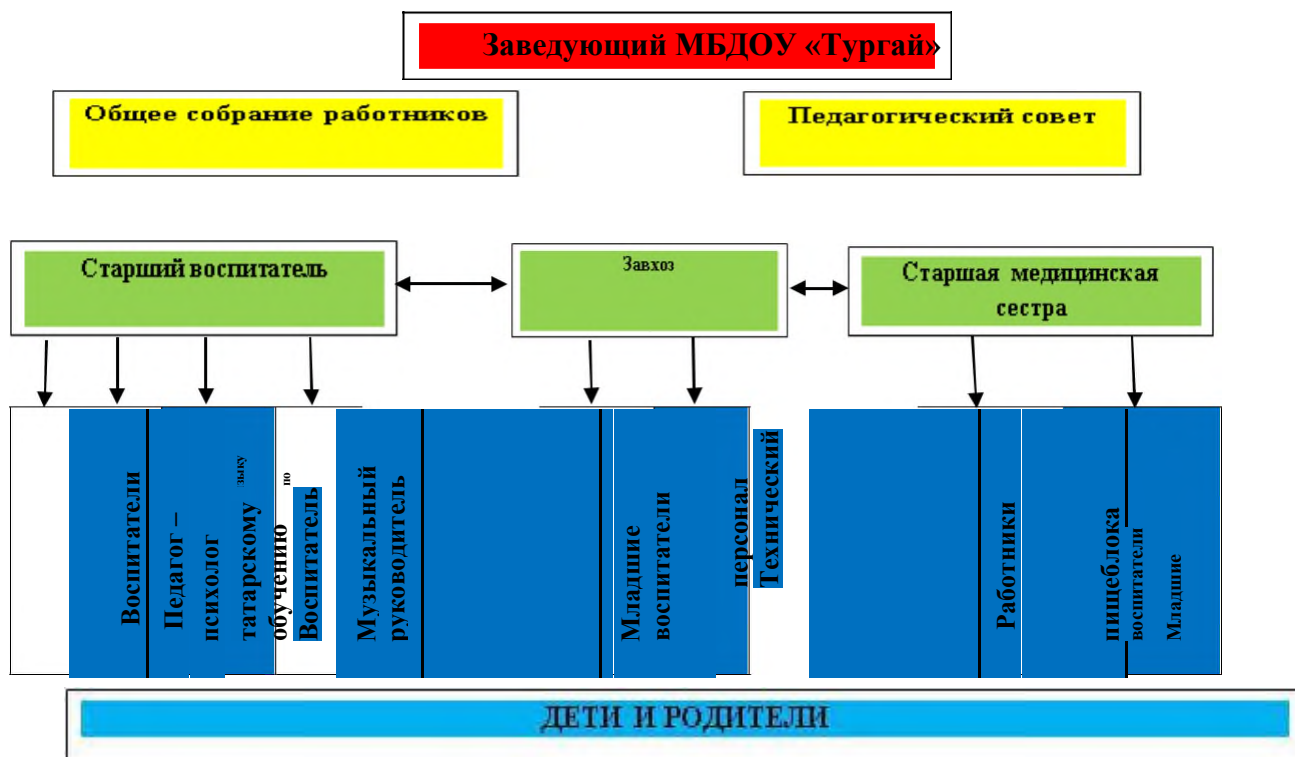 Заведующий МБДОУ «Тургай»
Общее собрание работников
Педагогический совет
Старший воспитатель
Завхоз
Старшая медицинская
сестра
Воспитатели
Педагог –
психолог
татарскому
зыку
обучению
по
Воспитатель
Музыкальный
руководитель
Младшие
воспитатели
персонал
Технический
Работники
пищеблока
воспитатели
Младшие
ДЕТИ И РОДИТЕЛИ